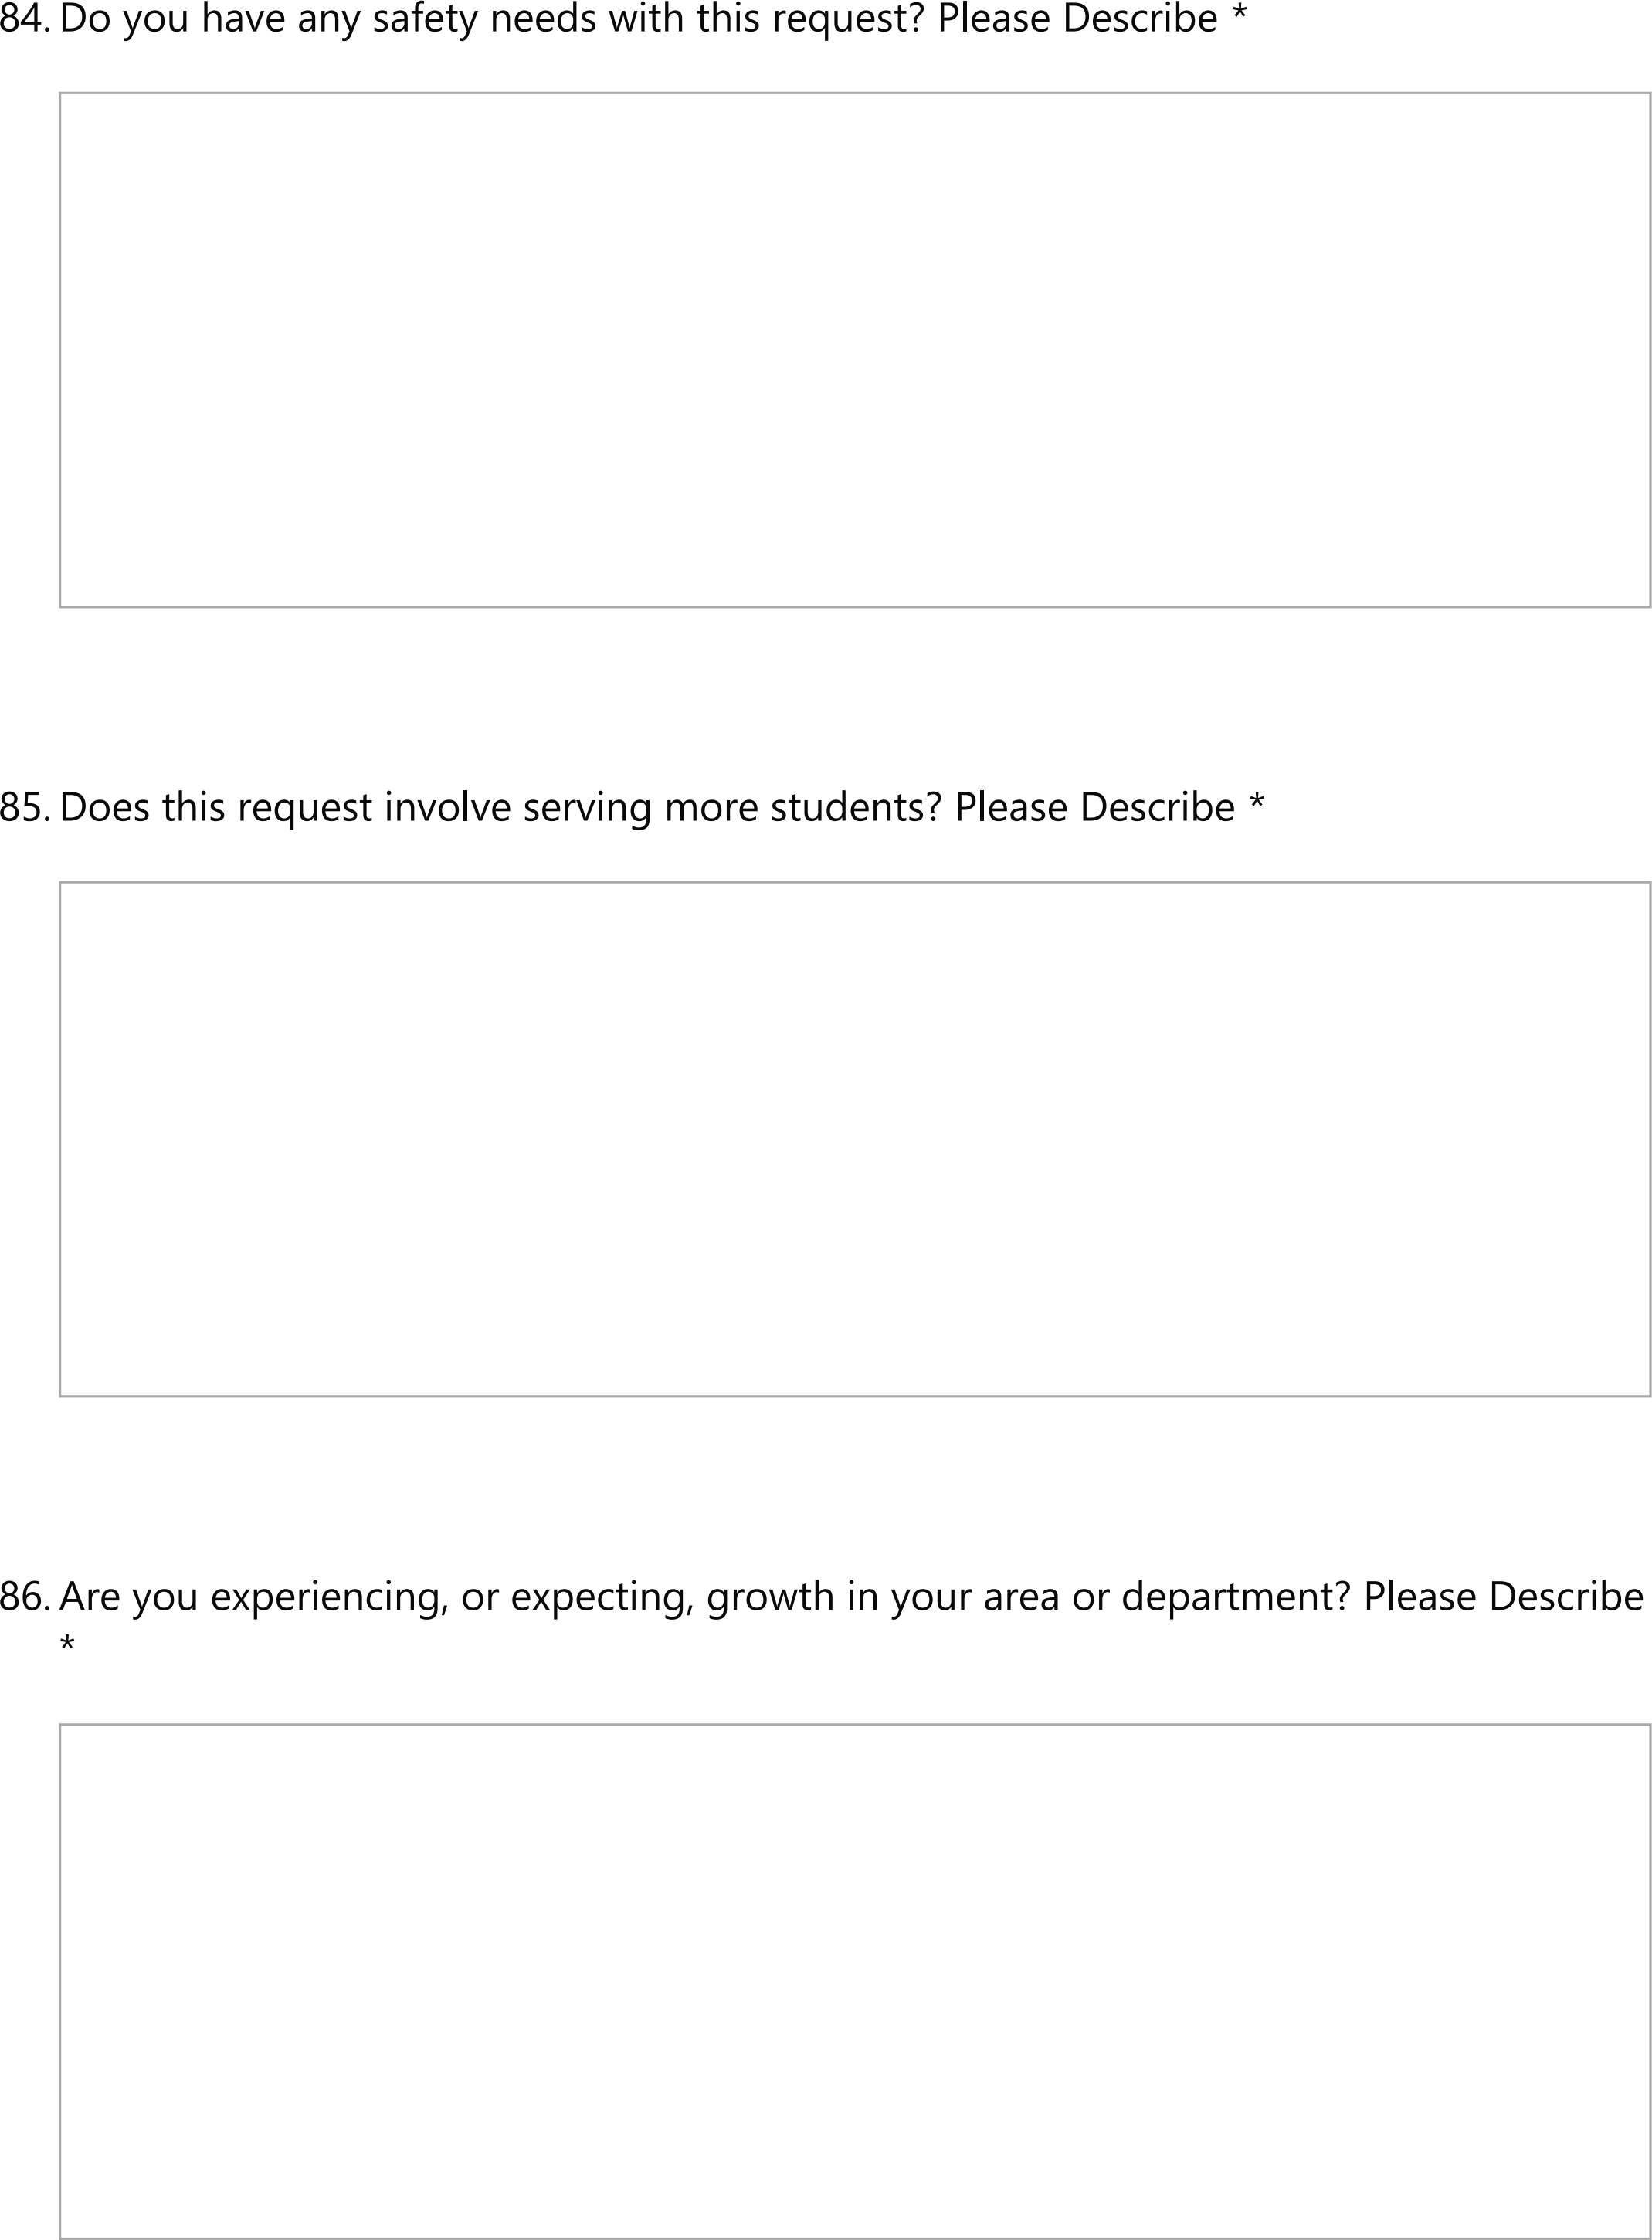 84. Do you have any safety needs with this request? Please Describe *
85. Does this request involve serving more students? Please Describe *
86. Are you experiencing, or expecting, growth in your area or department? Please Describe
*